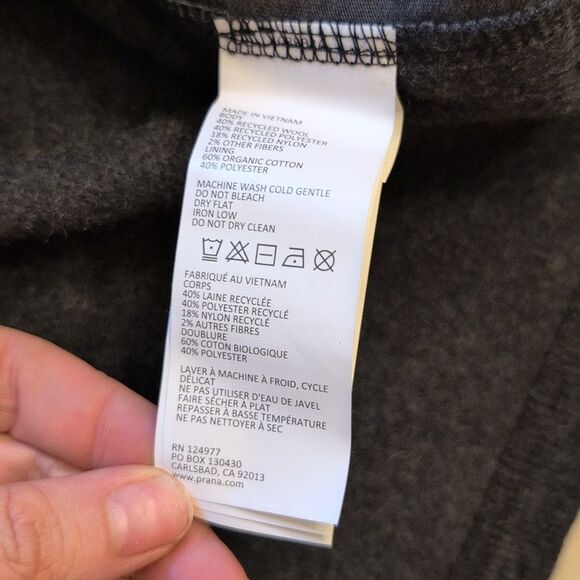 MADE IN VIETNAM
BODY
40% RECYCLED WOOL
40% RECYCLED POLYESTER
18% RECYCLED NYLON
2% OTHER FIBERS
LINING
60% ORGANIC COTTON
40% POLYESTER
MACHINE WASH COLD GENTLE
DO NOT BLEACH
DRY FLAT
IRON LOW
DO NOT DRY CLEAN
FABRIQUÉ AU VIETNAM
CORPS
40% LAINE RECYCLÉE
40% POLYESTER RECYCLÉ
18% NYLON RECYCLÉ
2% AUTRES FIBRES
DOUBLURE
60% COTON BIOLOGIQUE
40% POLYESTER
LAVER À MACHINE À FROID, CYCLE
DÉLICAT
NE PAS UTILISER D'EAU DE JAVEL
FAIRE SÉCHER À PLAT
REPASSER À BASSE TEMPÉRATURE
NE PAS NETTOYER À SEC
RN 124977
PO BOX 130430
CARLSBAD, CA 92013
www.prana.com